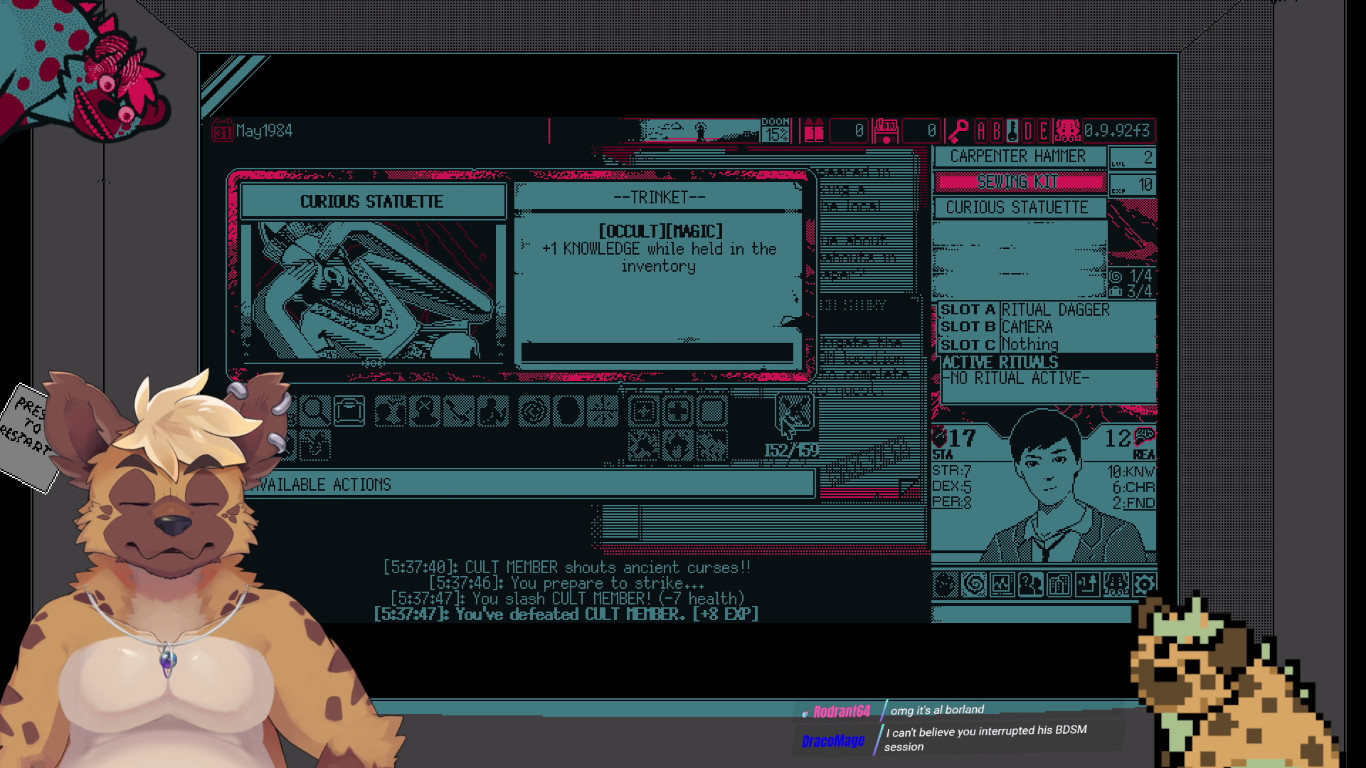 May1984
DOOM
15%
0
0
A B D E
0.9.92f3
CARPENTER HAMMER
LVL 2
SEWING KIT
EXP 10
CURIOUS STATUETTE
1/4
3/4
CURIOUS STATUETTE
--TRINKET--
[OCCULT][MAGIC]
+1 KNOWLEDGE while held in the
inventory
SLOT A RITUAL DAGGER
SLOT B CAMERA
SLOT C Nothing
ACTIVE RITUALS
-NO RITUAL ACTIVE-
PRES
TO
RESTART
152/159
AVAILABLE ACTIONS
17
STA
12
REA
STR:7
10:KNW
DEX:5
6:CHR
PER:8
2:FND
[5:37:40]: CULT MEMBER shouts ancient curses!!
[5:37:46]: You prepare to strike...
[5:37:47]: You slash CULT MEMBER! (-7 health)
[5:37:47]: You've defeated CULT MEMBER. [+8 EXP]
Rodrant64 omg it's al borland
DracoMage I can't believe you interrupted his BDSM
session